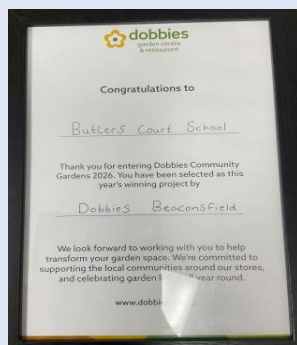 dobbies
garden centre
& restaurant
Congratulations to
Butlers Court School
Thank you for entering Dobbies Community
Gardens 2026. You have been selected as this
year's winning project by
Dobbies Beaconsfield
We look forward to working with you to help
transform your garden space. We're committed to
supporting the local communities around our stores,
and celebrating garden year round.
www.dobbie